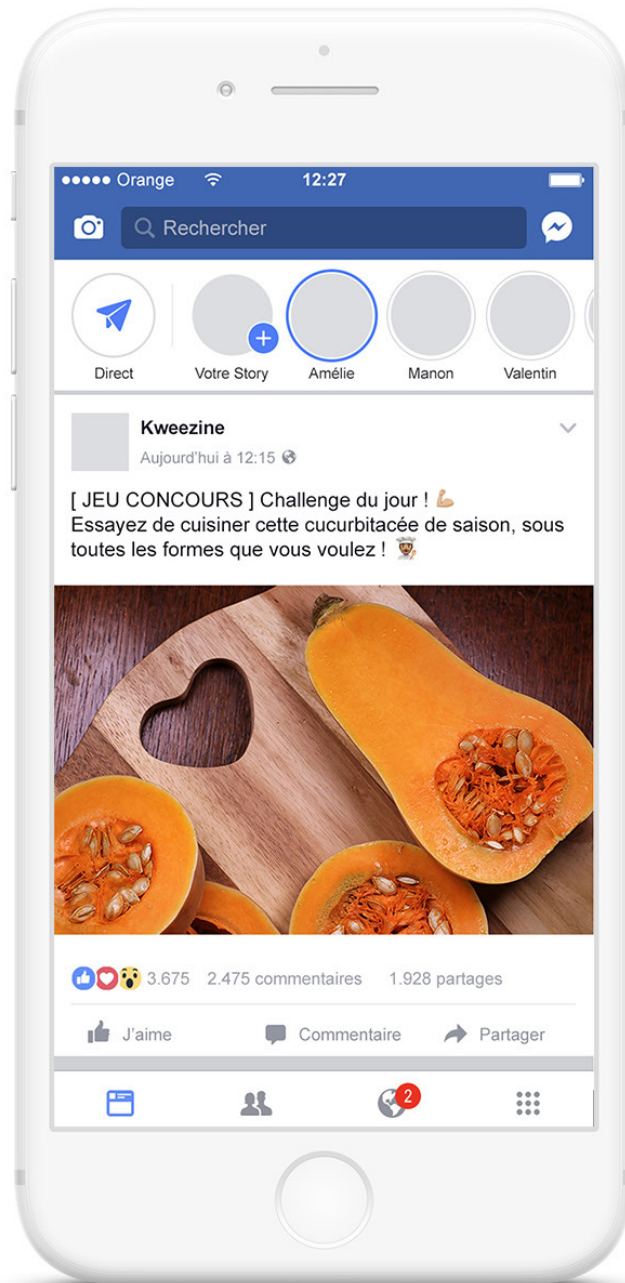 Orange 12:27
Rechercher
Direct Votre Story Amélie Manon Valentin
Kweezine
Aujourd'hui à 12:15
[ JEU CONCOURS ] Challenge du jour ! 💪🏼
Essayez de cuisiner cette cucurbitacée de saison, sous
toutes les formes que vous voulez ! 👨🏽‍🍳
3.675 2.475 commentaires 1.928 partages
J'aime Commentaire Partager
2